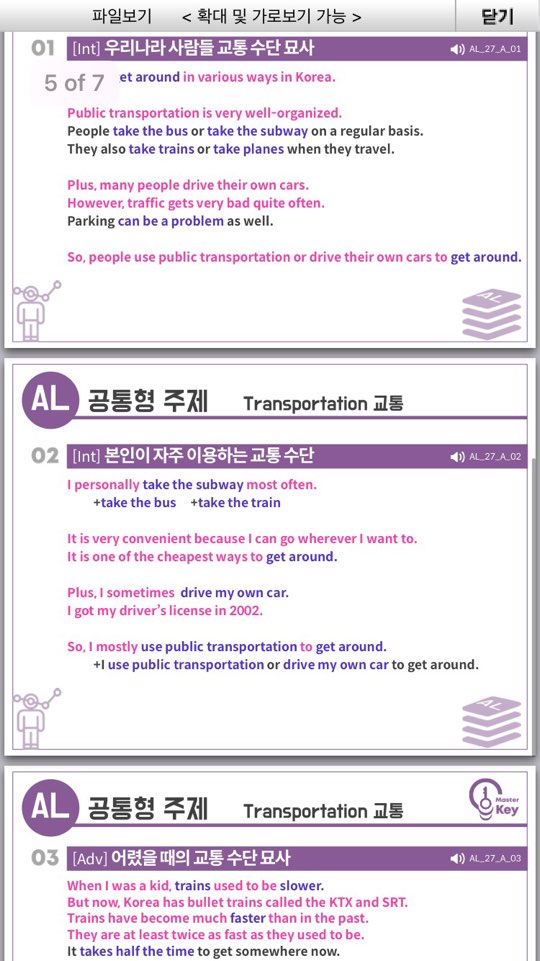 파일보기 < 확대 및 가로보기 가능 > 닫기
01 [Int] 우리나라 사람들 교통 수단 묘사 AL_27_A_01
5 of 7
et around in various ways in Korea.
Public transportation is very well-organized.
People take the bus or take the subway on a regular basis.
They also take trains or take planes when they travel.
Plus, many people drive their own cars.
However, traffic gets very bad quite often.
Parking can be a problem as well.
So, people use public transportation or drive their own cars to get around.
AL
AL 공통형 주제 Transportation 교통
02 [Int] 본인이 자주 이용하는 교통 수단 AL_27_A_02
I personally take the subway most often.
+take the bus +take the train
It is very convenient because I can go wherever I want to.
It is one of the cheapest ways to get around.
Plus, I sometimes drive my own car.
I got my driver's license in 2002.
So, I mostly use public transportation to get around.
+I use public transportation or drive my own car to get around.
AL
AL 공통형 주제 Transportation 교통
Master Key
03 [Adv] 어렸을 때의 교통 수단 묘사 AL_27_A_03
When I was a kid, trains used to be slower.
But now, Korea has bullet trains called the KTX and SRT.
Trains have become much faster than in the past.
They are at least twice as fast as they used to be.
It takes half the time to get somewhere now.